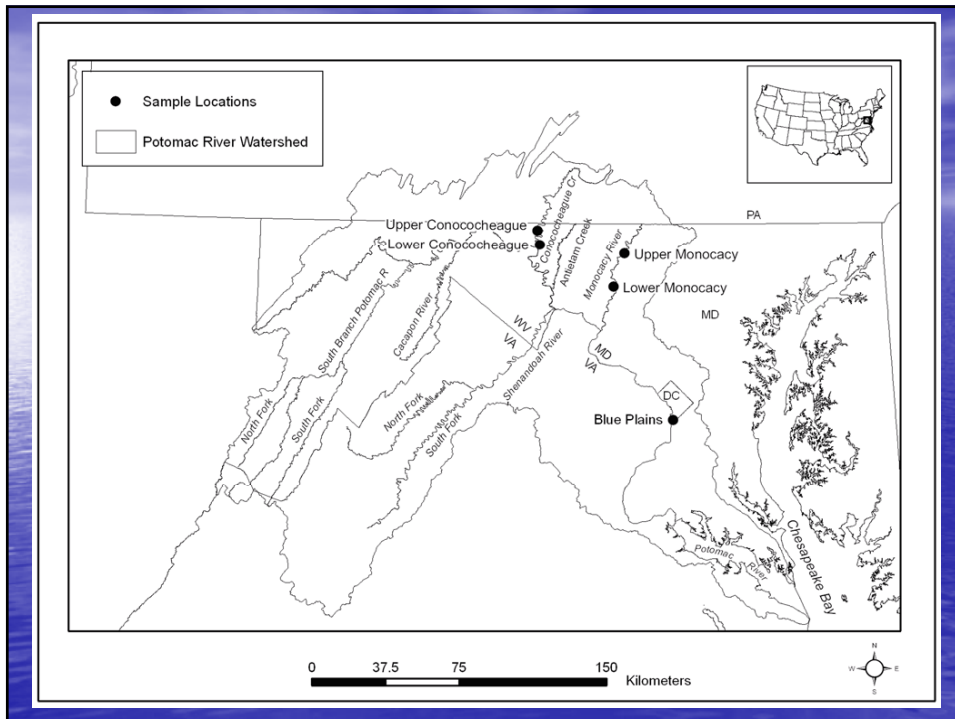 Sample Locations
Potomac River Watershed
PA
Upper Conococheague
Lower Conococheague
Conococheague Cr
Antietam Creek
Monocacy River
Upper Monocacy
Lower Monocacy
MD
South Branch Potomac R
Cacapon River
WV
VA
Shenandoah River
MD
VA
North Fork
South Fork
North Fork
South Fork
DC
Blue Plains
Potomac River
Chesapeake Bay
0 37.5 75 150
Kilometers
N
W E
S